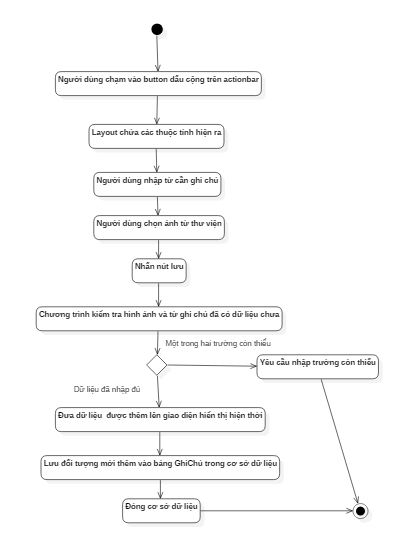 Người dùng chạm vào button dấu cộng trên actionbar
Layout chứa các thuộc tính hiện ra
Người dùng nhập từ cần ghi chú
Người dùng chọn ảnh từ thư viện
Nhấn nút lưu
Chương trình kiểm tra hình ảnh và từ ghi chú đã có dữ liệu chưa
Một trong hai trường còn thiếu
Yêu cầu nhập trường còn thiếu
Dữ liệu đã nhập đủ
Đưa dữ liệu được thêm lên giao diện hiển thị hiện thời
Lưu đối tượng mới thêm vào bảng GhiChú trong cơ sở dữ liệu
Đóng cơ sở dữ liệu